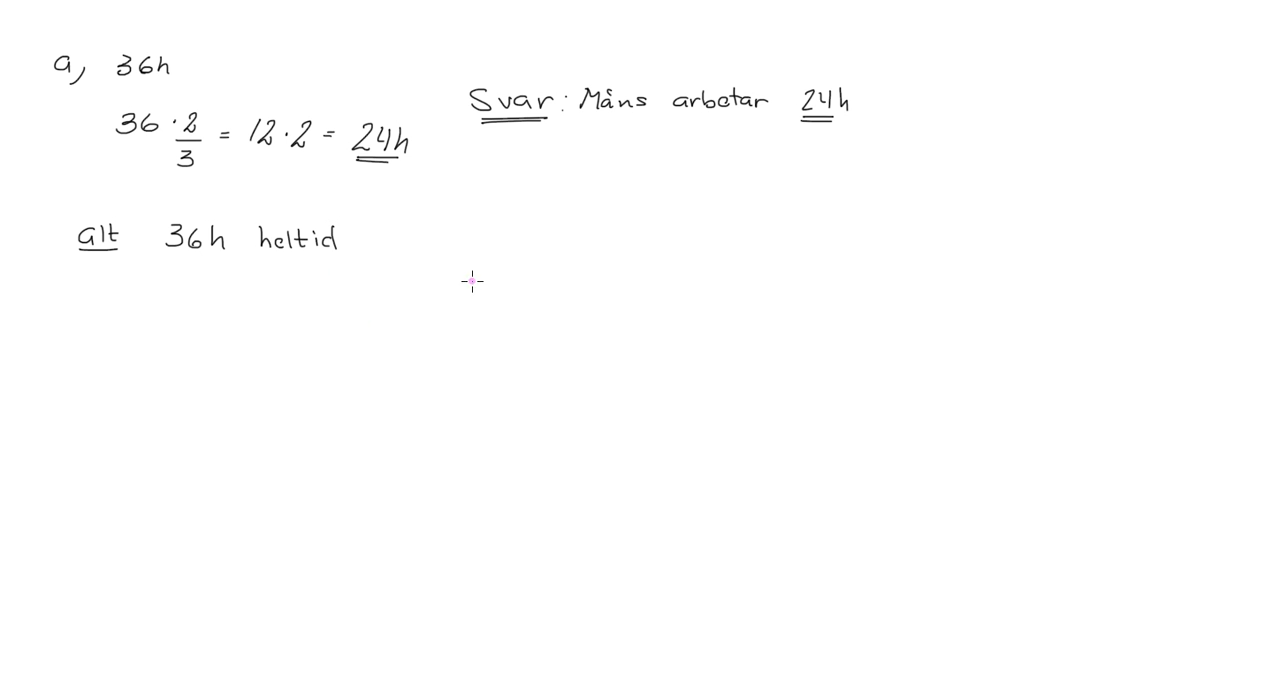 a, 36h
36 · 2/3 = 12 · 2 = 24h
Svar: Måns arbetar 24h
alt 36h heltid